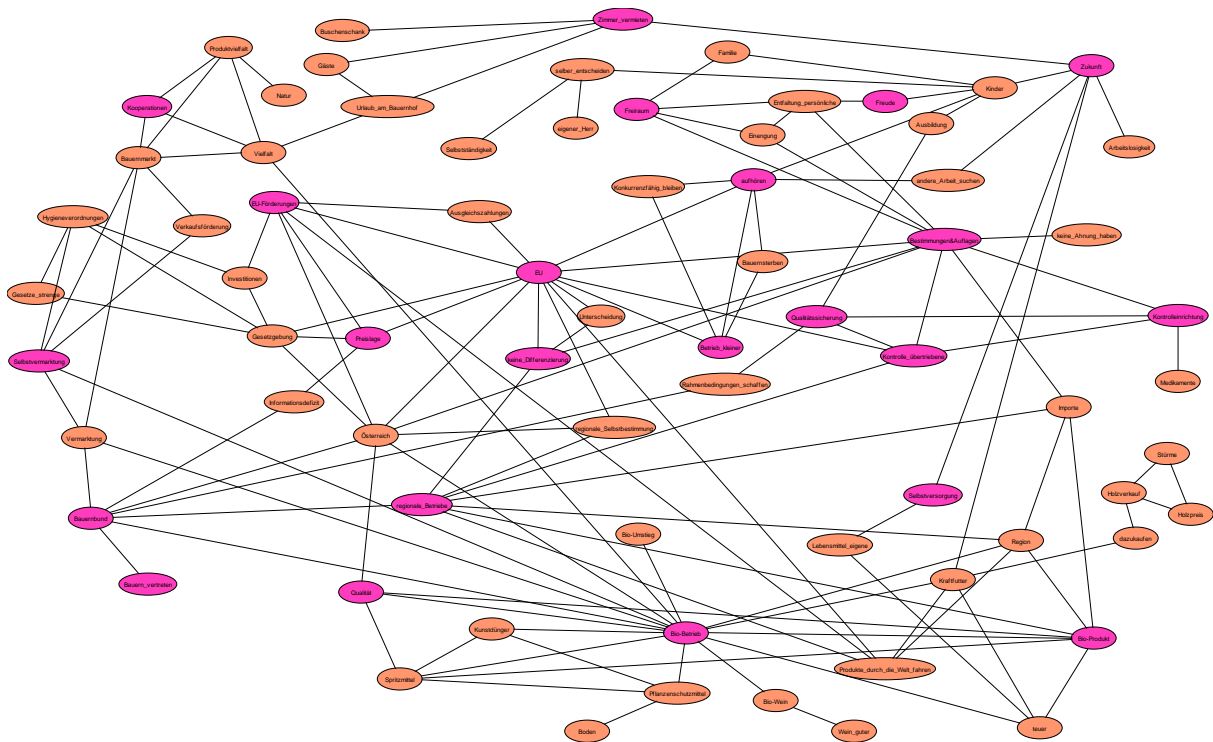 Zimmer_vermieten
Buschenschank
Produktvielfalt
Familie
Gäste
selber_entscheiden
Zukunft
Natur
Kinder
Kooperationen
Urlaub_am_Bauernhof
Freiraum
Entfaltung_persönliche
Freude
eigener_Herr
Einengung
Ausbildung
Selbstständigkeit
Arbeitslosigkeit
Bauernmarkt
Vielfalt
Konkurrenzfähig_bleiben
aufhören
andere_Arbeit_suchen
EU-Förderungen
Ausgleichszahlungen
Hygieneverordnungen
Verkaufsförderung
Bestimmungen&Auflagen
keine_Ahnung_haben
Bauernsterben
EU
Investitionen
Gesetze_strenge
Unterscheidung
Qualitätssicherung
Kontrolleinrichtung
Gesetzgebung
Preislage
Betrieb_kleiner
keine_Differenzierung
Kontrolle_übertriebene
Selbstvermarktung
Rahmenbedingungen_schaffen
Medikamente
Informationsdefizit
Importe
regionale_Selbstbestimmung
Vermarktung
Österreich
Stürme
Holzverkauf
Selbstversorgung
regionale_Betriebe
Holzpreis
Bauernbund
Bio-Umstieg
dazukaufen
Region
Lebensmittel_eigene
Kraftfutter
Bauern_vertreten
Qualität
Kunstdünger
Bio-Betrieb
Bio-Produkt
Produkte_durch_die_Welt_fahren
Spritzmittel
Pflanzenschutzmittel
Bio-Wein
teuer
Boden
Wein_guter